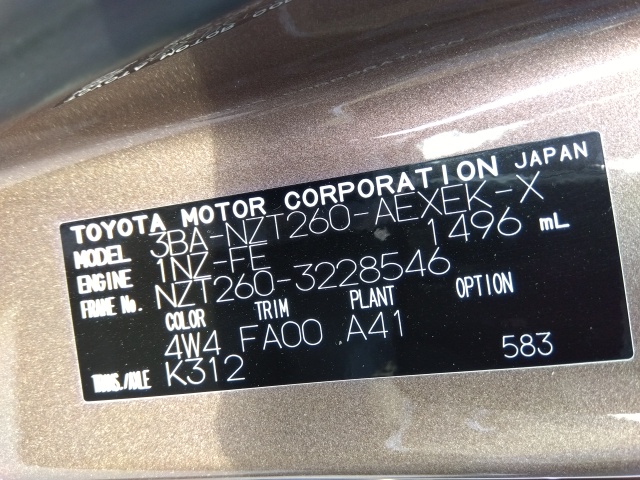 TOYOTA MOTOR CORPORATION JAPAN
MODEL 3BA-NZT260-AEXEK-X
ENGINE 1NZ-FE 1496 mL
FRAME No. NZT260-3228546
COLOR TRIM PLANT OPTION
4W4 FA00 A41
TRANS./AXLE K312 583